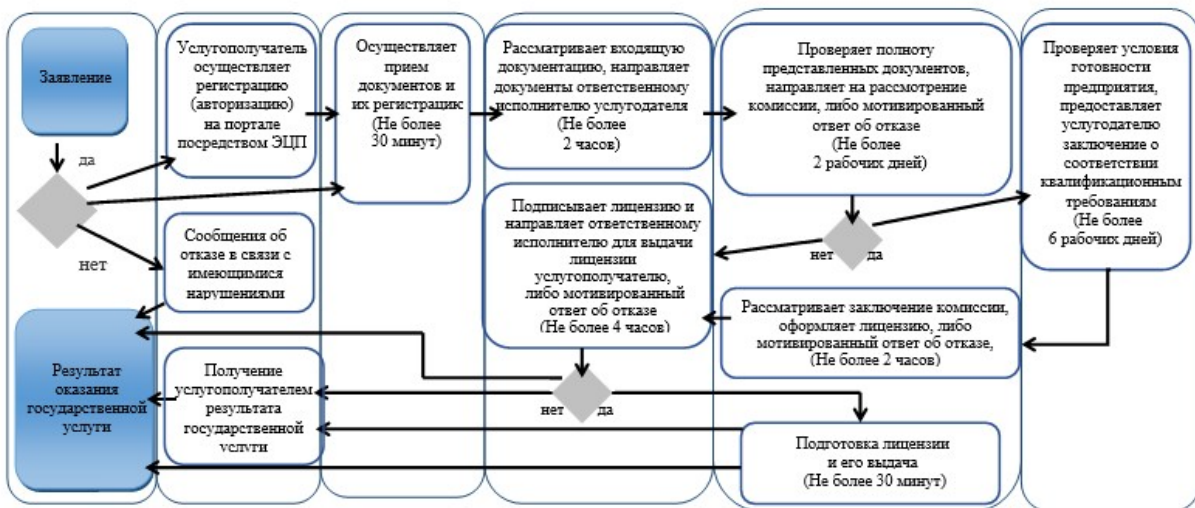 Заявление
да
нет
Результат
оказания
государственной
услуги
Услугополучатель
осуществляет
регистрацию
(авторизацию)
на портале
посредством ЭЦП
Сообщения об
отказе в связи с
имеющимися
нарушениями
Получение
услугополучателем
результата
государственной
услуги
Осуществляет
прием
документов и
их регистрацию
(Не более
30 минут)
Рассматривает входящую
документацию, направляет
документы ответственному
исполнителю услугодателя
(Не более
2 часов)
Подписывает лицензию и
направляет ответственному
исполнителю для выдачи
лицензии
услугополучателю,
либо мотивированный
ответ об отказе
(Не более 4 часов)
нет
да
Проверяет полноту
представленных документов,
направляет на рассмотрение
комиссии, либо мотивированный
ответ об отказе
(Не более
2 рабочих дней)
нет
да
Рассматривает заключение комиссии,
оформляет лицензию, либо
мотивированный ответ об отказе,
(Не более 2 часов)
Подготовка лицензии
и его выдача
(Не более 30 минут)
Проверяет условия
готовности
предприятия,
предоставляет
услугодателю
заключение о
соответствии
квалификационным
требованиям
(Не более
6 рабочих дней)